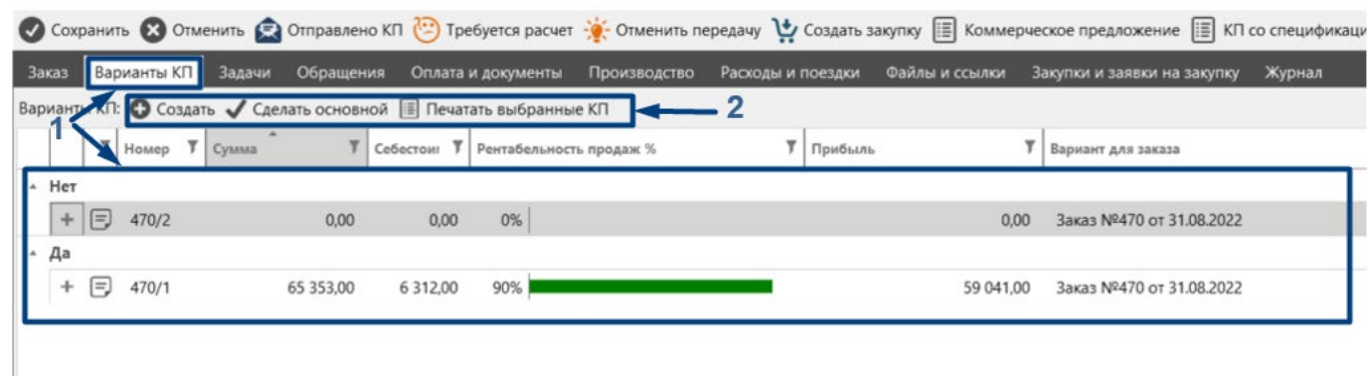 Сохранить Отменить Отправлено КП Требуется расчет Отменить передачу Создать закупку Коммерческое предложение КП со спецификаци
Заказ Варианты КП Задачи Обращения Оплата и документы Производство Расходы и поездки Файлы и ссылки Закупки и заявки на закупку Журнал
Варианты КП: Создать Сделать основной Печатать выбранные КП 2
1
Номер Сумма Себестои Рентабельность продаж % Прибыль Вариант для заказа
Нет
470/2 0,00 0,00 0% 0,00 Заказ №470 от 31.08.2022
Да
470/1 65 353,00 6 312,00 90% 59 041,00 Заказ №470 от 31.08.2022